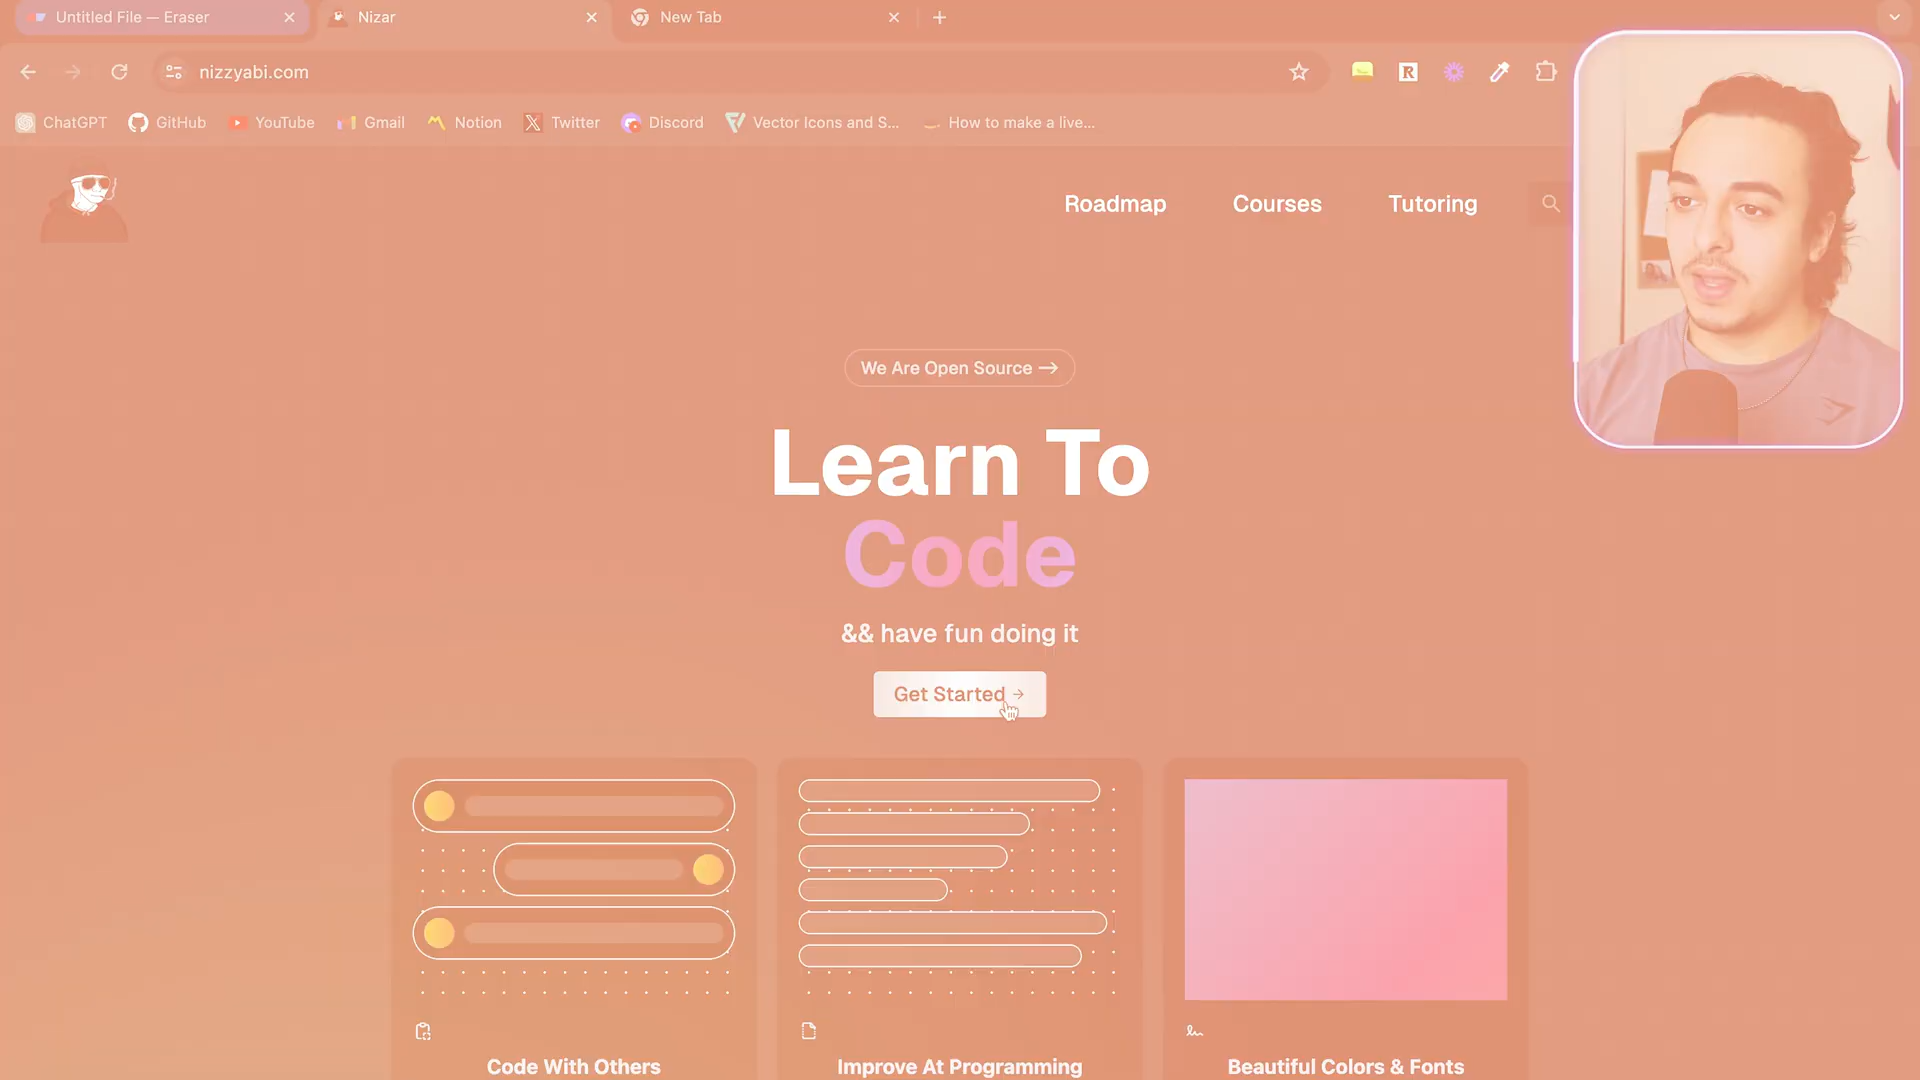 Untitled File — Eraser
Nizar
New Tab
nizzyabi.com
R
ChatGPT
GitHub
YouTube
Gmail
Notion
Twitter
Discord
Vector Icons and S...
How to make a live...
Roadmap
Courses
Tutoring
We Are Open Source →
Learn To
Code
&& have fun doing it
Get Started →
Code With Others
Improve At Programming
Beautiful Colors & Fonts